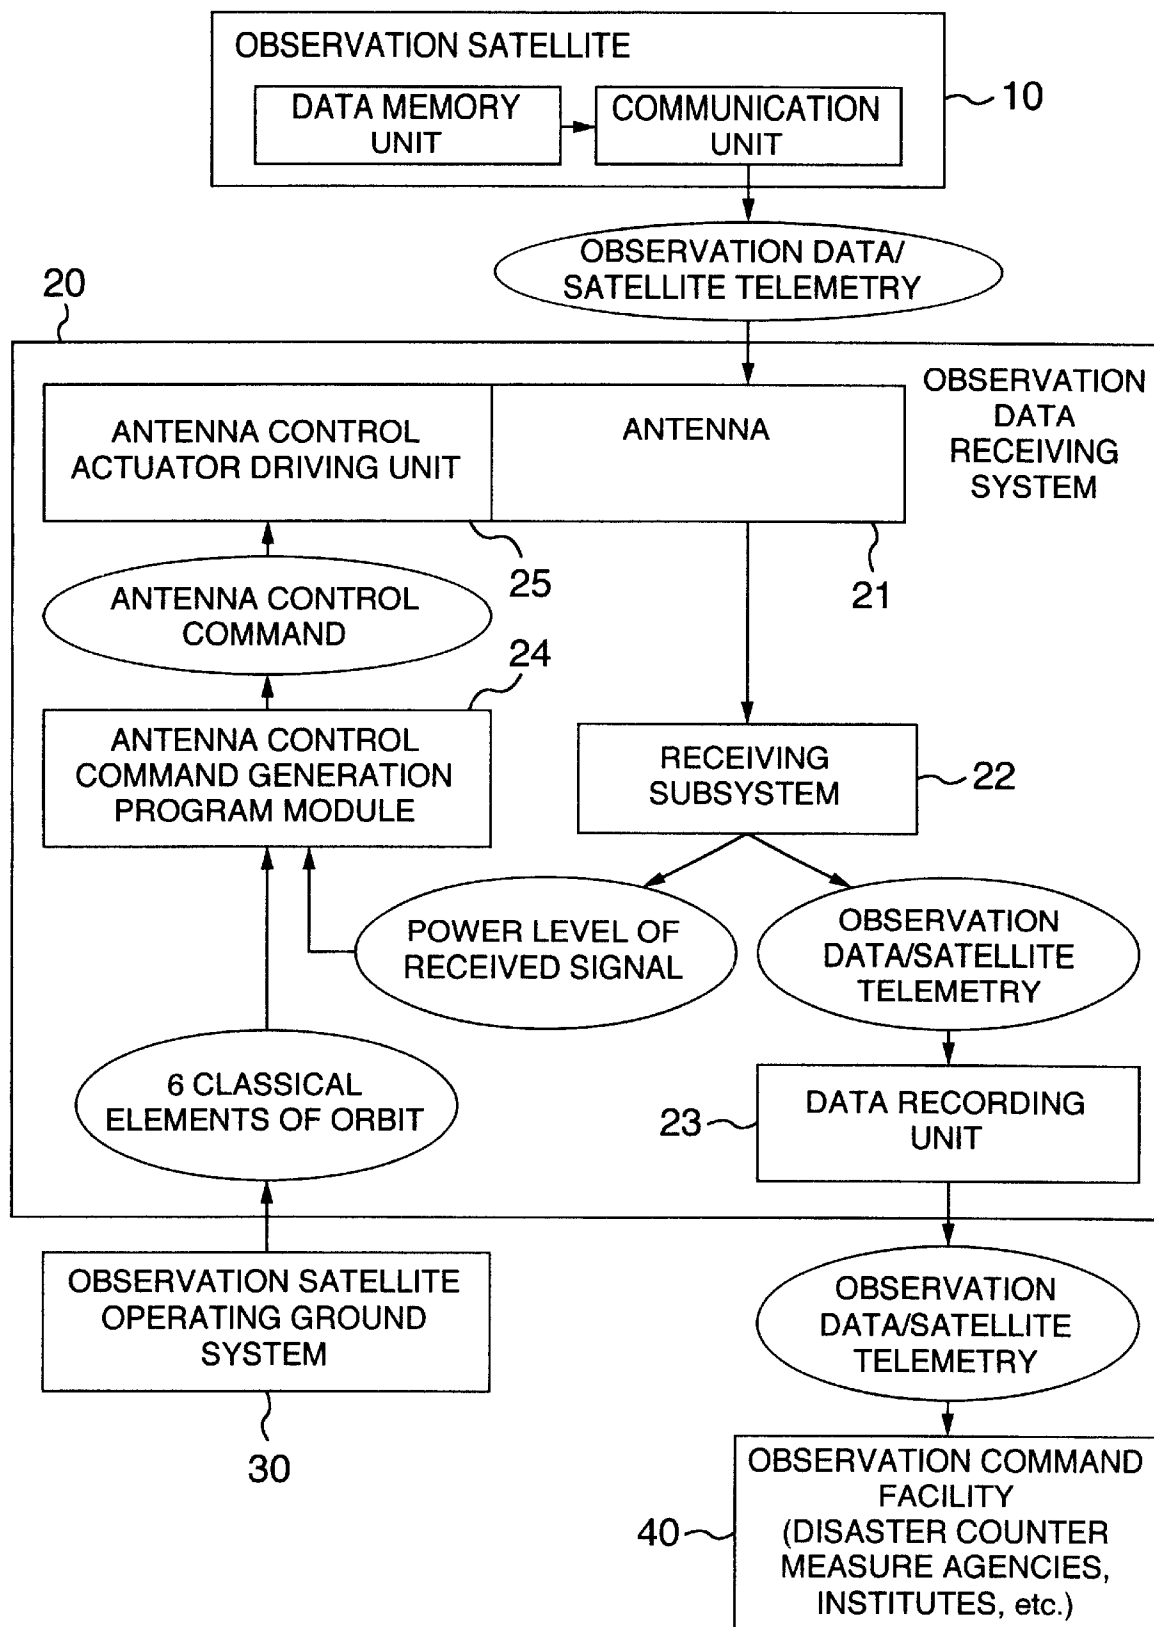 OBSERVATION SATELLITE
DATA MEMORY
UNIT
COMMUNICATION
UNIT
10
OBSERVATION DATA/
SATELLITE TELEMETRY
20
OBSERVATION
DATA
RECEIVING
SYSTEM
ANTENNA CONTROL
ACTUATOR DRIVING UNIT
ANTENNA
25
21
ANTENNA CONTROL
COMMAND
24
ANTENNA CONTROL
COMMAND GENERATION
PROGRAM MODULE
RECEIVING
SUBSYSTEM
22
POWER LEVEL OF
RECEIVED SIGNAL
OBSERVATION
DATA/SATELLITE
TELEMETRY
6 CLASSICAL
ELEMENTS OF ORBIT
23
DATA RECORDING
UNIT
OBSERVATION SATELLITE
OPERATING GROUND
SYSTEM
30
OBSERVATION
DATA/SATELLITE
TELEMETRY
40
OBSERVATION COMMAND
FACILITY
(DISASTER COUNTER
MEASURE AGENCIES,
INSTITUTES, etc.)